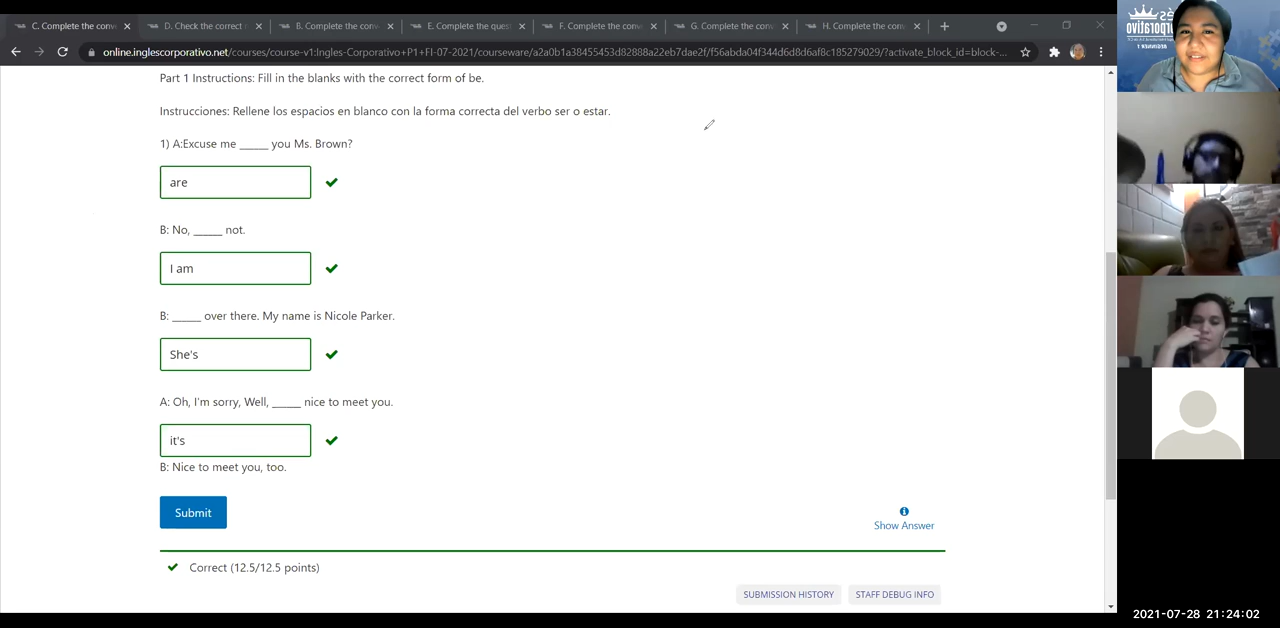 C. Complete the conv
D. Check the correct
B. Complete the conv
E. Complete the ques
F. Complete the conv
G. Complete the conv
H. Complete the conv
online.inglescorporativo.net/courses/course-v1:Ingles-Corporativo+P1+FI-07-2021/courseware/a2a0b1a38455453d82888a22eb7dae2f/f56abda04f344d6d8d6af8c185279029/?activate_block_id=block-...
Part 1 Instructions: Fill in the blanks with the correct form of be.
Instrucciones: Rellene los espacios en blanco con la forma correcta del verbo ser o estar.
1) A:Excuse me _____ you Ms. Brown?
are
B: No, _____ not.
I am
B: _____ over there. My name is Nicole Parker.
She's
A: Oh, I'm sorry, Well, _____ nice to meet you.
it's
B: Nice to meet you, too.
Submit
Show Answer
Correct (12.5/12.5 points)
SUBMISSION HISTORY
STAFF DEBUG INFO
2021-07-28 21:24:02